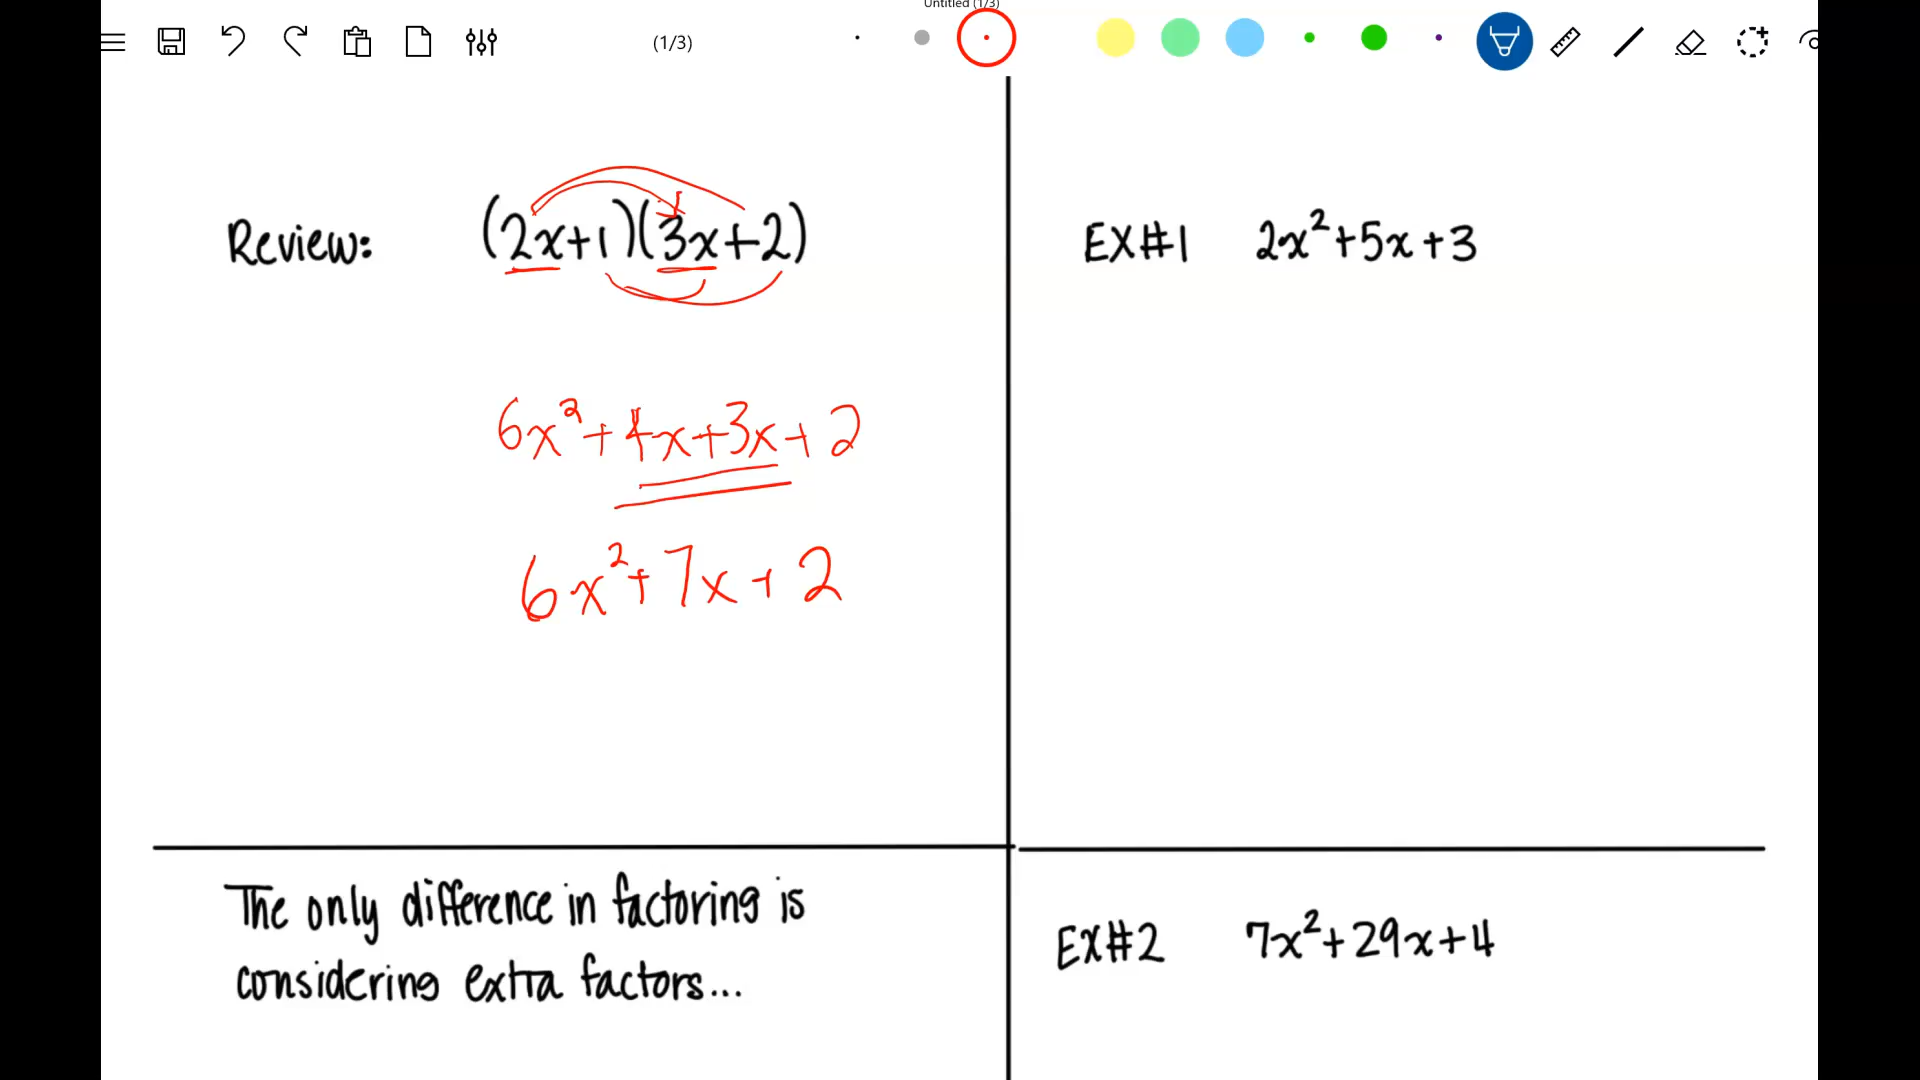 Untitled (1/3)
(1/3)
Review: (2x+1)(3x+2)
6x²+4x+3x+2
6x²+7x+2
EX#1 2x²+5x+3
The only difference in factoring is
considering extra factors...
EX#2 7x²+29x+4